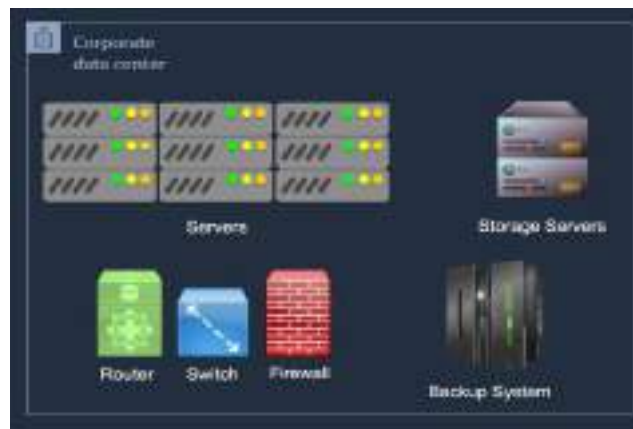 Corporate
data center
Servers
Storage Servers
Router
Switch
Firewall
Backup System